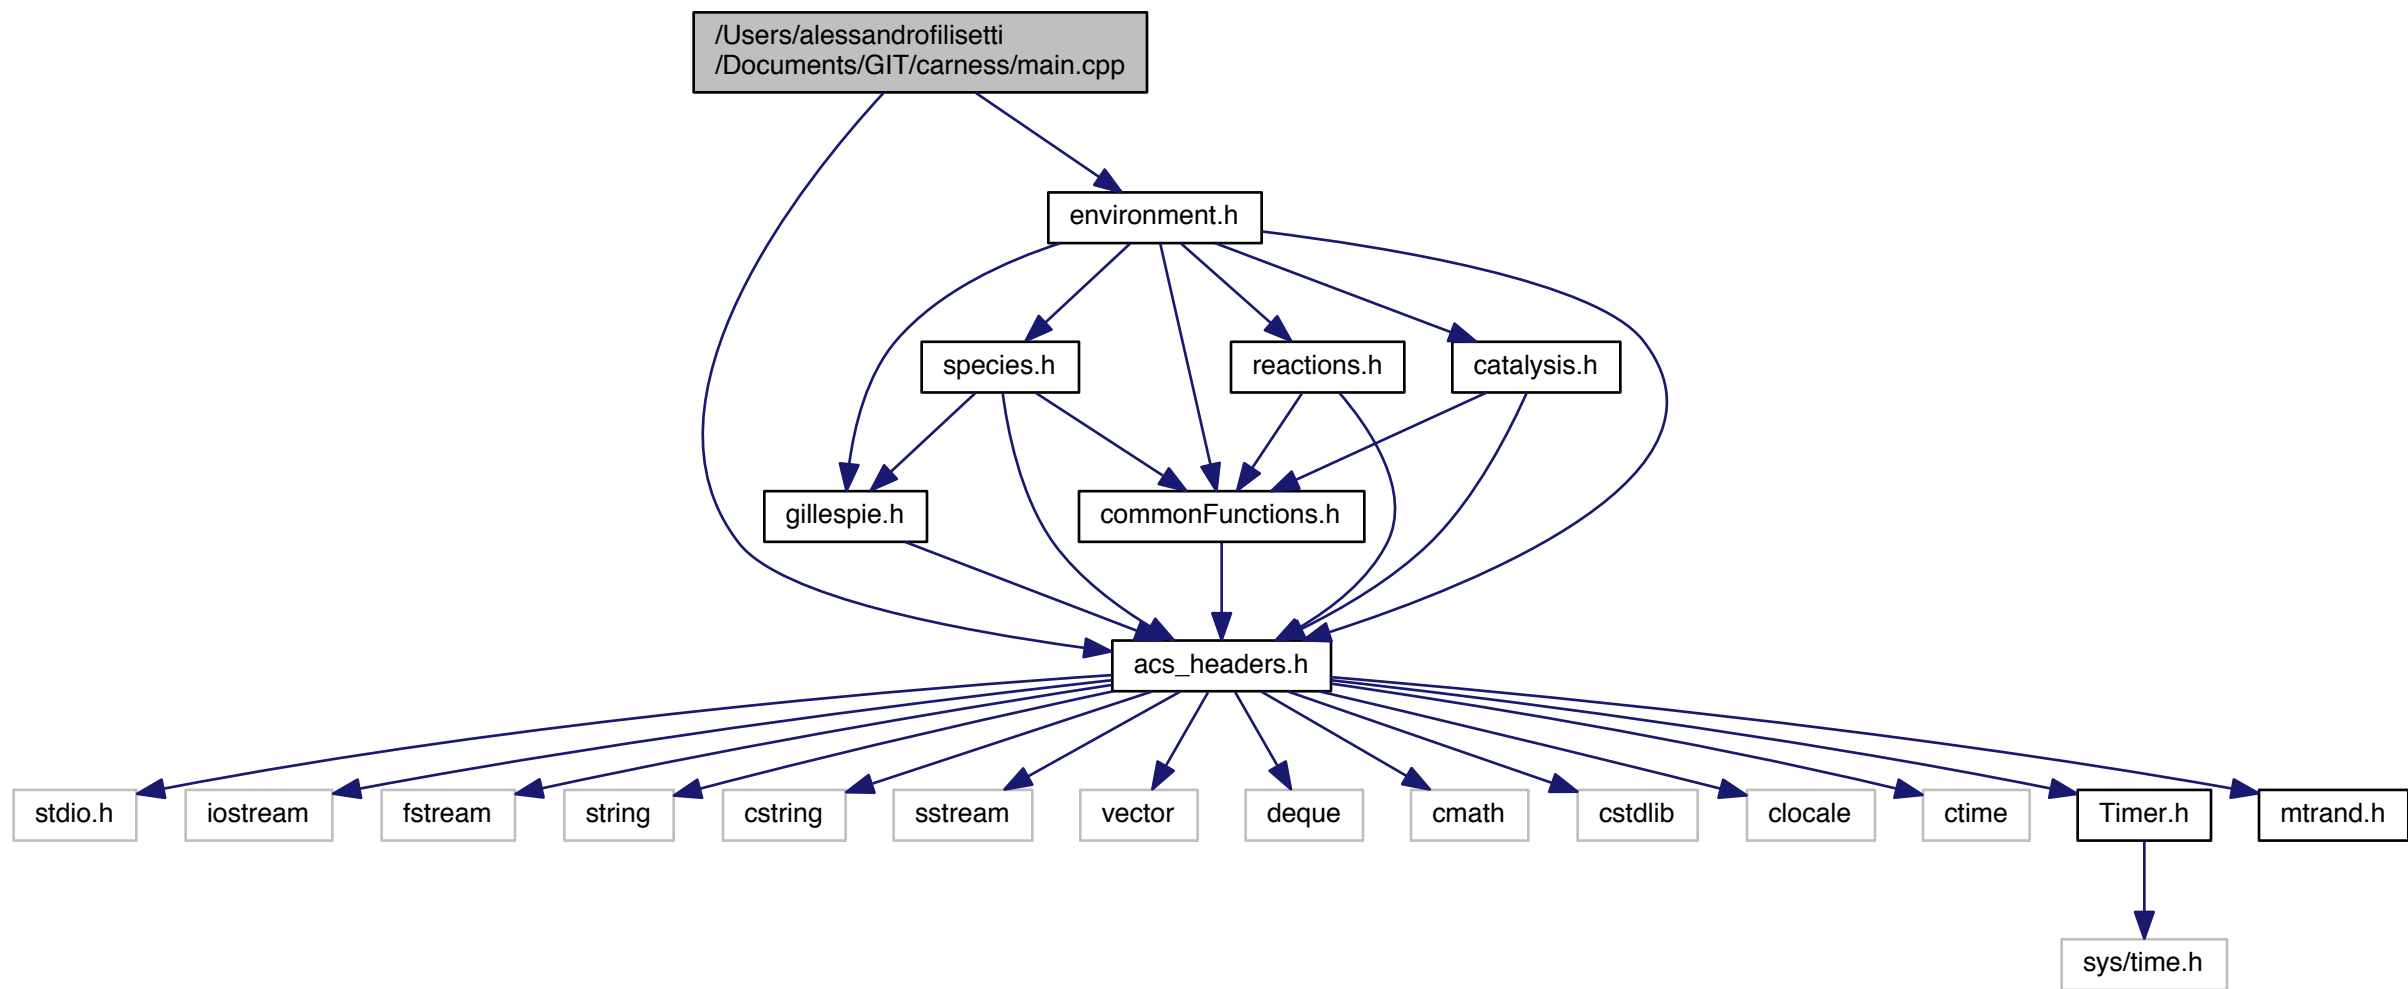 /Users/alessandrofilisetti
/Documents/GIT/carness/main.cpp
environment.h
species.h
reactions.h
catalysis.h
gillespie.h
commonFunctions.h
acs_headers.h
stdio.h
iostream
fstream
string
cstring
sstream
vector
deque
cmath
cstdlib
clocale
ctime
Timer.h
mtrand.h
sys/time.h